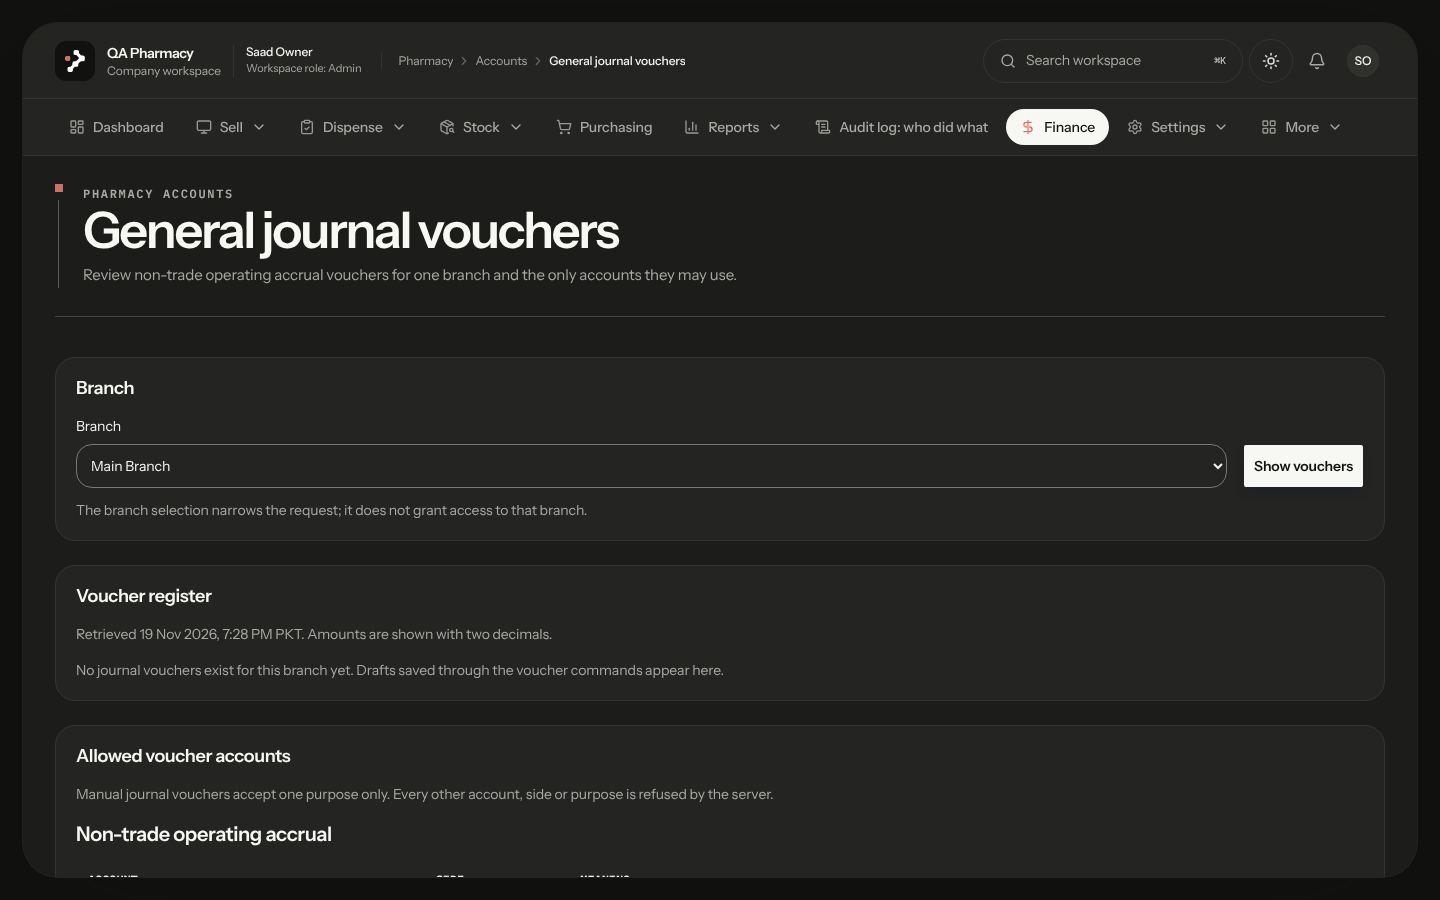 QA Pharmacy
Company workspace
Saad Owner
Workspace role: Admin
Pharmacy > Accounts > General journal vouchers
Search workspace ⌘K
SO
Dashboard Sell Dispense Stock Purchasing Reports Audit log: who did what Finance Settings More
PHARMACY ACCOUNTS
General journal vouchers
Review non-trade operating accrual vouchers for one branch and the only accounts they may use.
Branch
Branch
Main Branch
Show vouchers
The branch selection narrows the request; it does not grant access to that branch.
Voucher register
Retrieved 19 Nov 2026, 7:28 PM PKT. Amounts are shown with two decimals.
No journal vouchers exist for this branch yet. Drafts saved through the voucher commands appear here.
Allowed voucher accounts
Manual journal vouchers accept one purpose only. Every other account, side or purpose is refused by the server.
Non-trade operating accrual